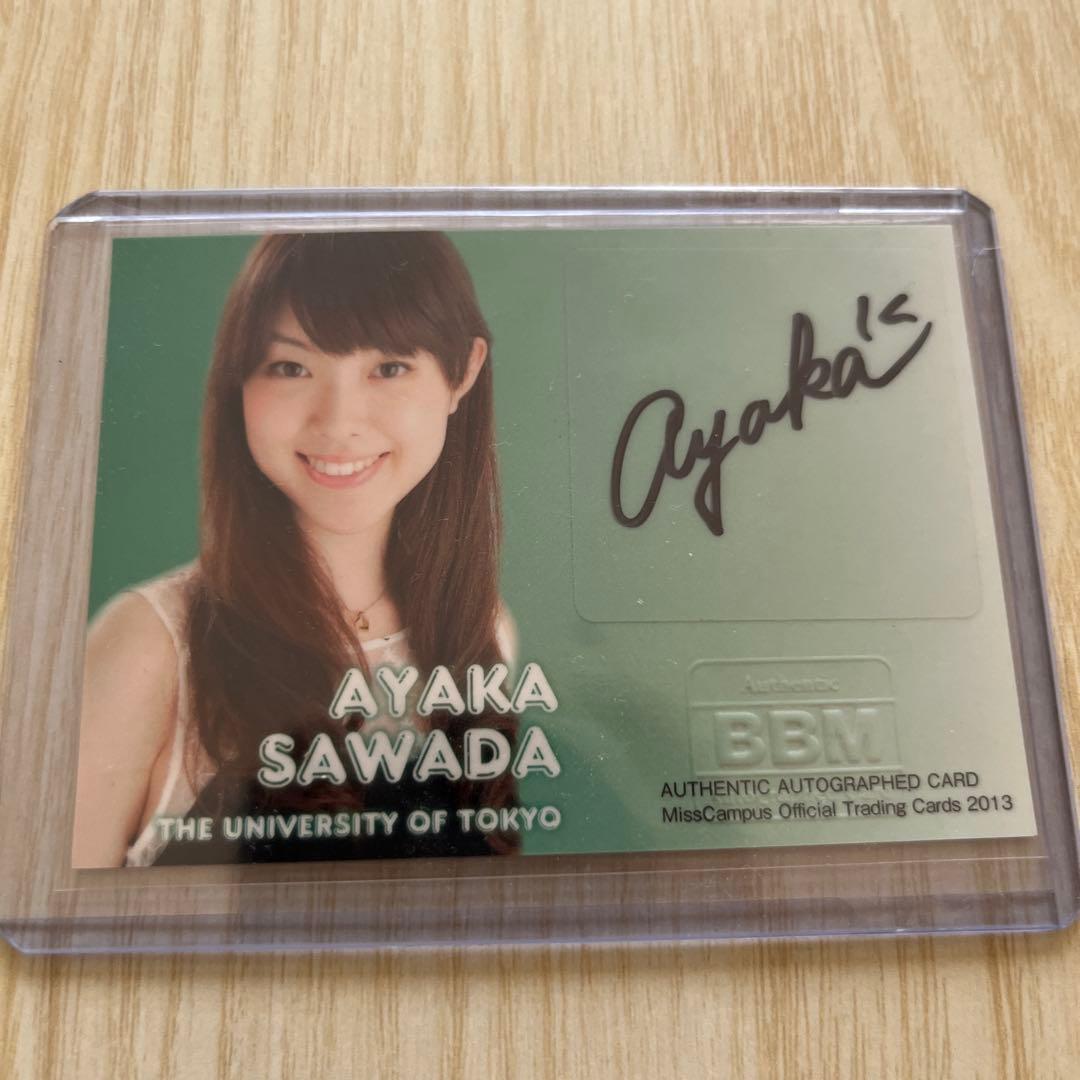 Ayaka's
AYAKA
SAWADA
THE UNIVERSITY OF TOKYO
Authentic
BBM
AUTHENTIC AUTOGRAPHED CARD
MissCampus Official Trading Cards 2013